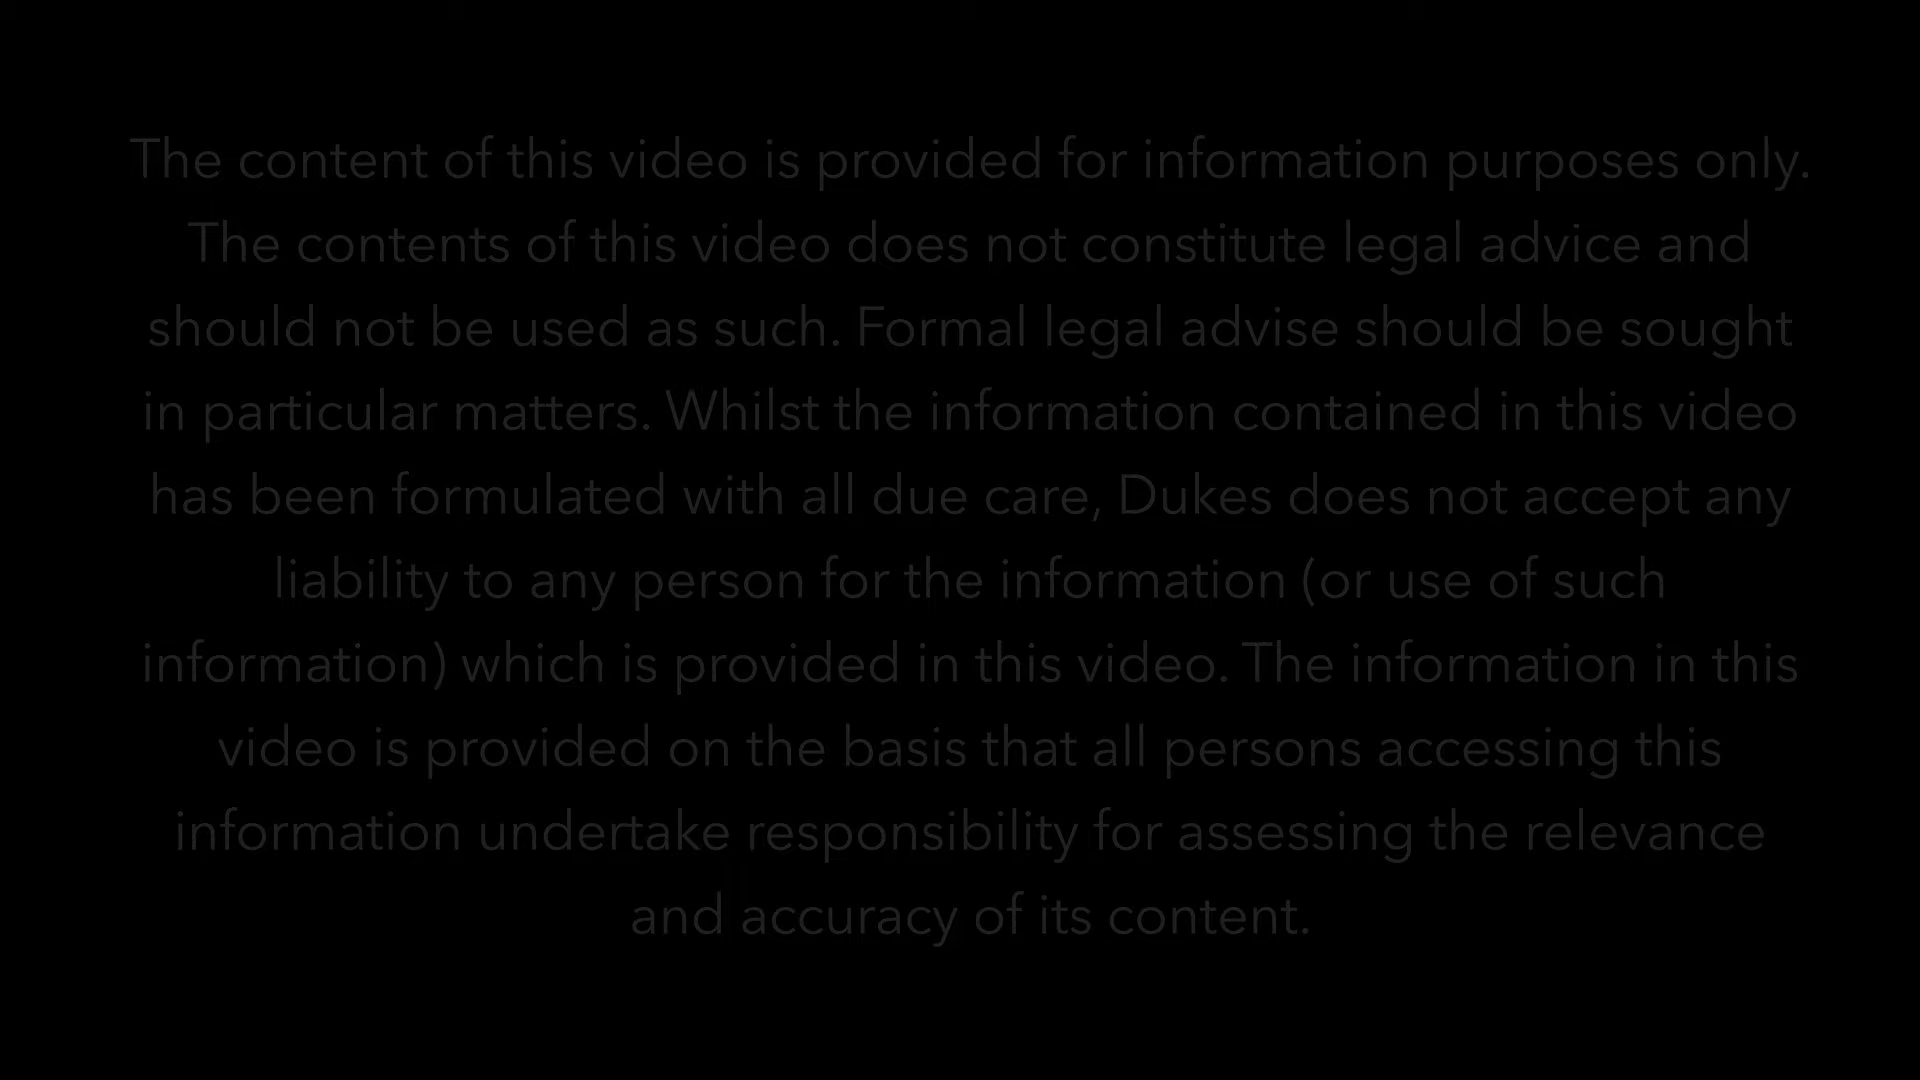 The content of this video is provided for information purposes only.
The contents of this video does not constitute legal advice and
should not be used as such. Formal legal advise should be sought
in particular matters. Whilst the information contained in this video
has been formulated with all due care, Dukes does not accept any
liability to any person for the information (or use of such
information) which is provided in this video. The information in this
video is provided on the basis that all persons accessing this
information undertake responsibility for assessing the relevance
and accuracy of its content.